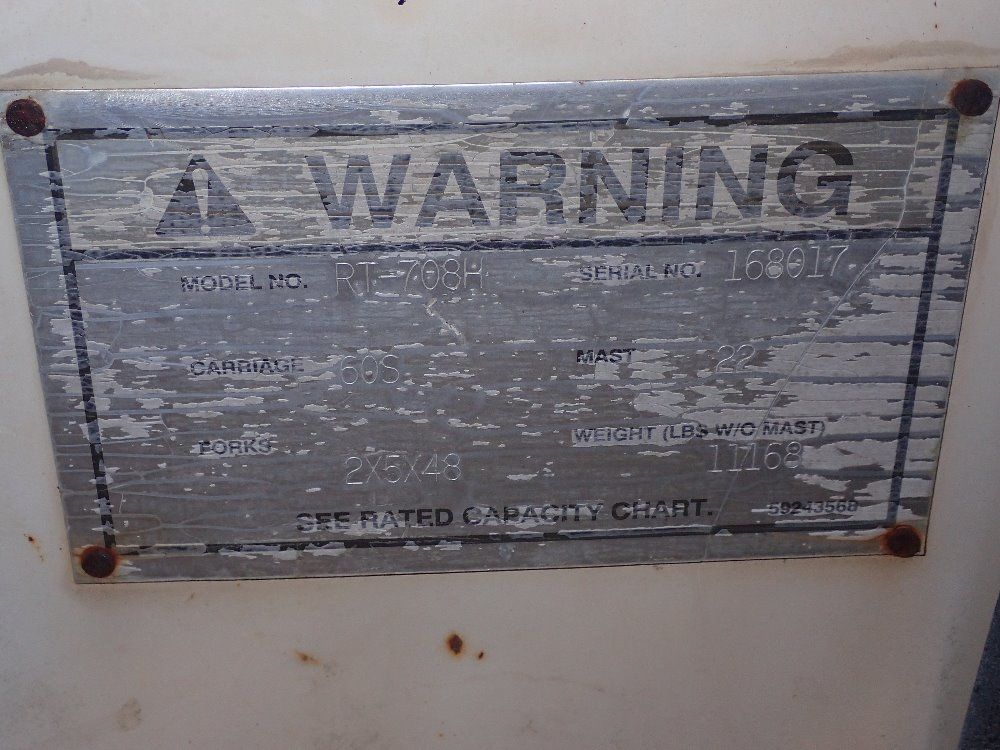 WARNING
MODEL NO. RT-708H SERIAL NO. 168017
CARRIAGE 60S MAST 22
FORKS 2X5X48 WEIGHT (LBS W/O MAST) 11168
SEE RATED CAPACITY CHART. 59243568